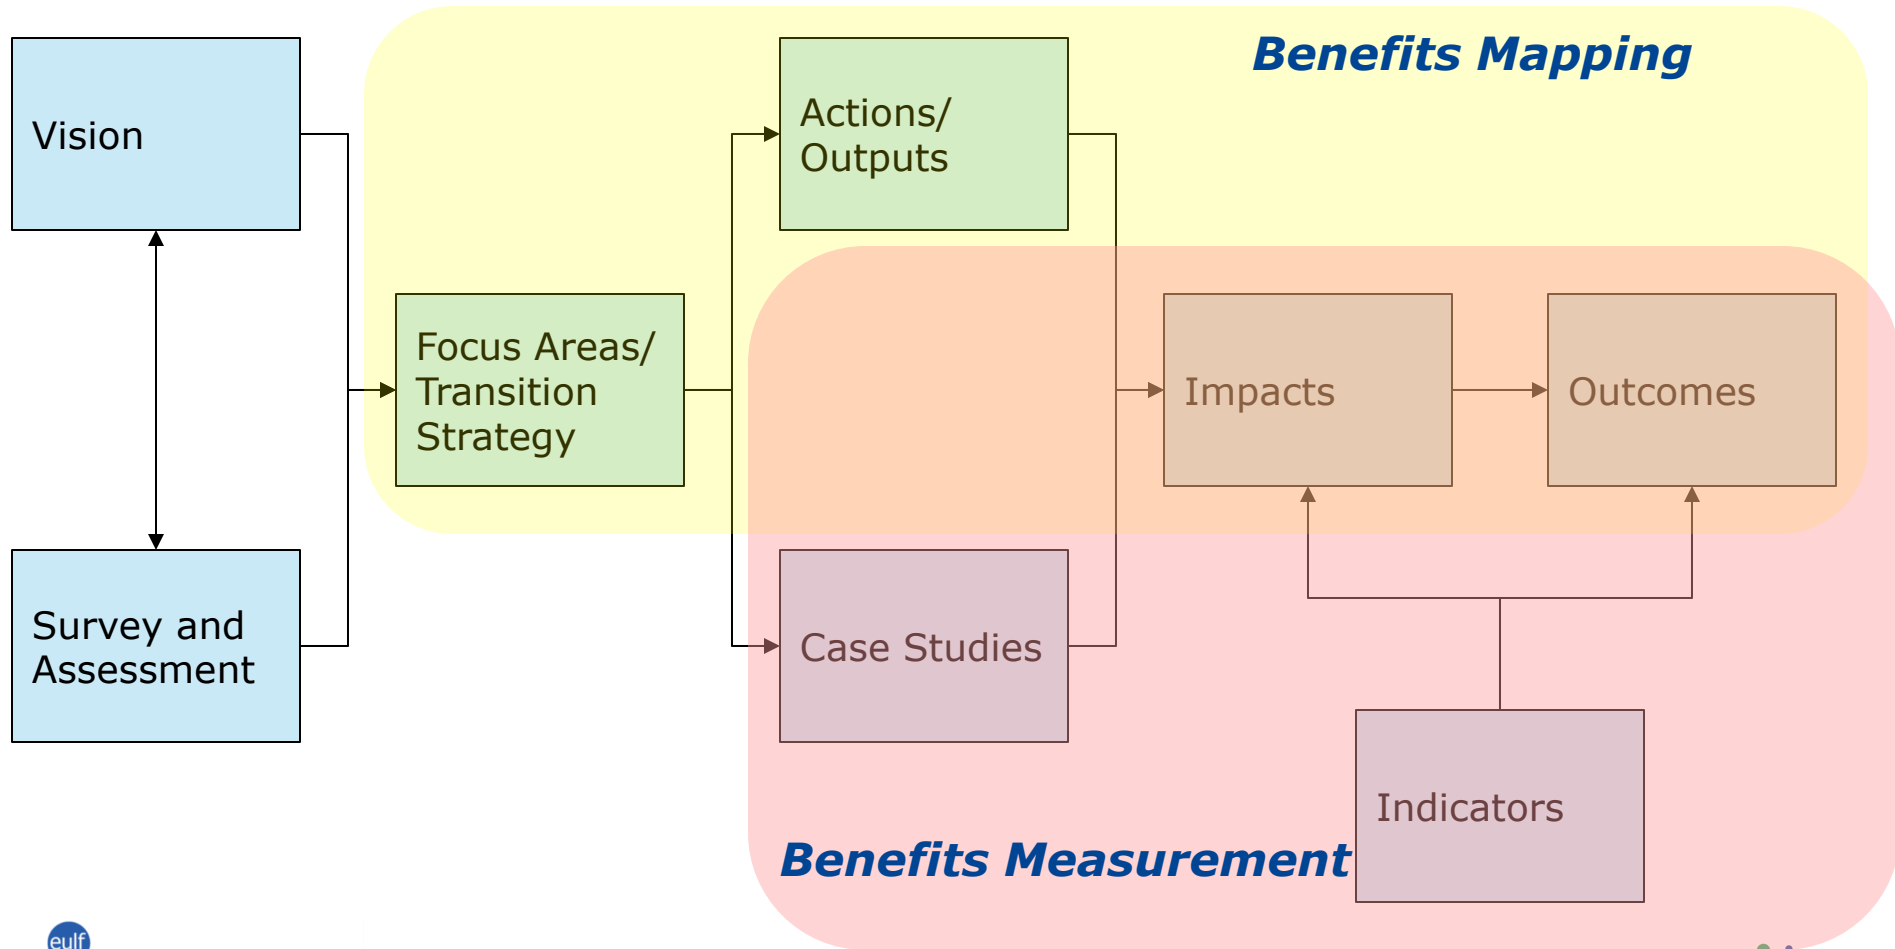 Benefits Mapping
Vision
Actions/
Outputs
Focus Areas/
Transition
Strategy
Impacts
Outcomes
Survey and
Assessment
Case Studies
Indicators
Benefits Measurement
eulf